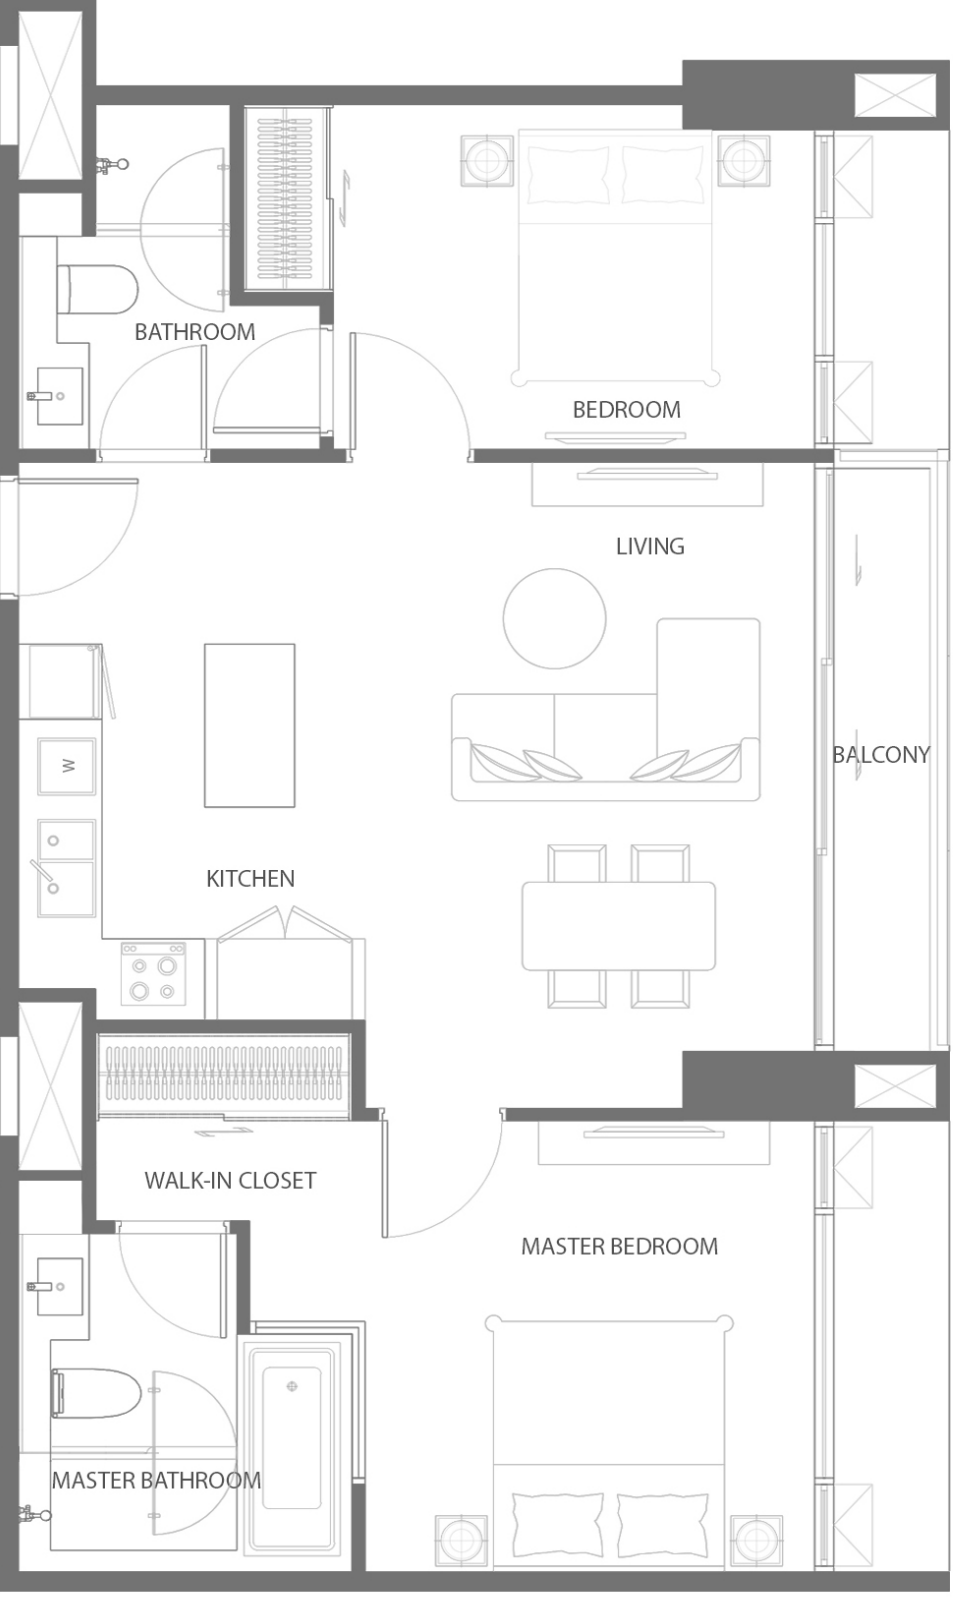 BATHROOM
BEDROOM
LIVING
W
BALCONY
KITCHEN
WALK-IN CLOSET
MASTER BEDROOM
MASTER BATHROOM